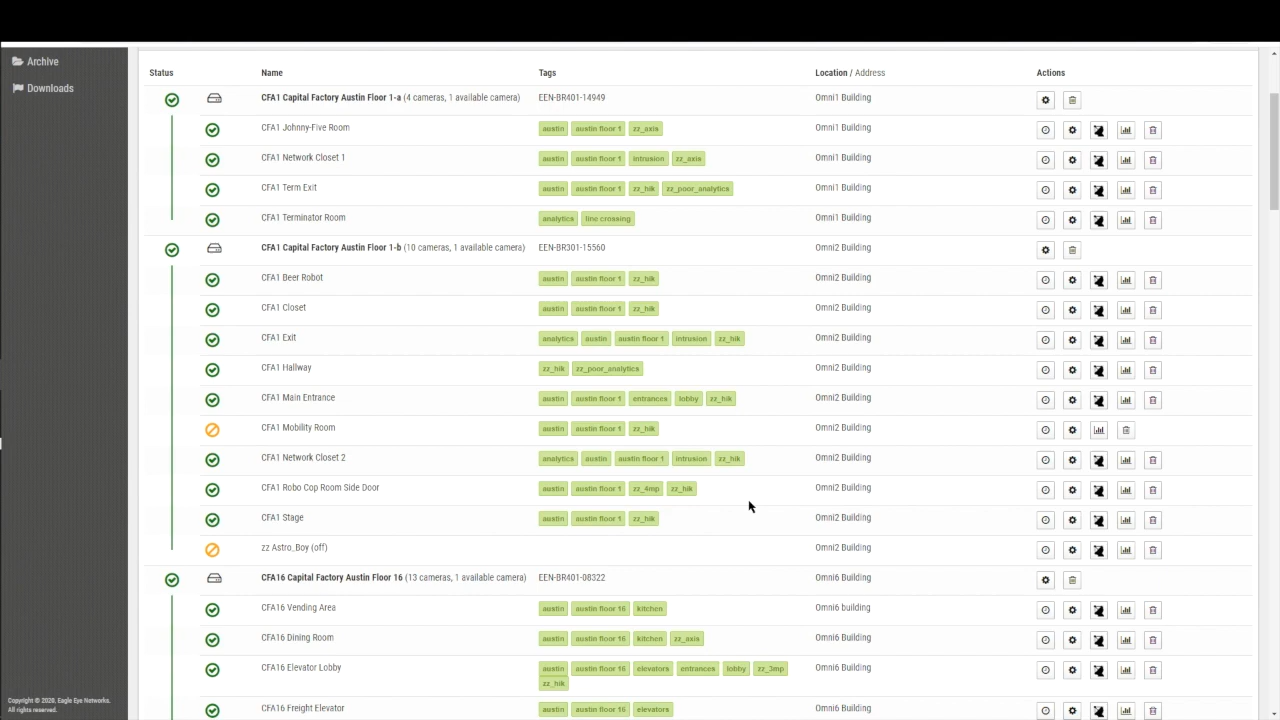 Archive
Downloads
Status Name Tags Location / Address Actions
CFA1 Capital Factory Austin Floor 1-a (4 cameras, 1 available camera) EEN-BR401-14949 Omni1 Building
CFA1 Johnny-Five Room austin austin floor 1 zz_axis Omni1 Building
CFA1 Network Closet 1 austin austin floor 1 intrusion zz_axis Omni1 Building
CFA1 Term Exit austin austin floor 1 zz_hik zz_poor_analytics Omni1 Building
CFA1 Terminator Room analytics line crossing Omni1 Building
CFA1 Capital Factory Austin Floor 1-b (10 cameras, 1 available camera) EEN-BR301-15560 Omni2 Building
CFA1 Beer Robot austin austin floor 1 zz_hik Omni2 Building
CFA1 Closet austin austin floor 1 zz_hik Omni2 Building
CFA1 Exit analytics austin austin floor 1 intrusion zz_hik Omni2 Building
CFA1 Hallway zz_hik zz_poor_analytics Omni2 Building
CFA1 Main Entrance austin austin floor 1 entrances lobby zz_hik Omni2 Building
CFA1 Mobility Room austin austin floor 1 zz_hik Omni2 Building
CFA1 Network Closet 2 analytics austin austin floor 1 intrusion zz_hik Omni2 Building
CFA1 Robo Cop Room Side Door austin austin floor 1 zz_4mp zz_hik Omni2 Building
CFA1 Stage austin austin floor 1 zz_hik Omni2 Building
zz Astro_Boy (off) Omni2 Building
CFA16 Capital Factory Austin Floor 16 (13 cameras, 1 available camera) EEN-BR401-08322 Omni6 Building
CFA16 Vending Area austin austin floor 16 kitchen Omni6 building
CFA16 Dining Room austin austin floor 16 kitchen zz_axis Omni6 Building
CFA16 Elevator Lobby austin austin floor 16 elevators entrances lobby zz_3mp Omni6 Building
zz_hik
CFA16 Freight Elevator austin austin floor 16 elevators Omni6 Building
Copyright © 2020, Eagle Eye Networks.
All rights reserved.